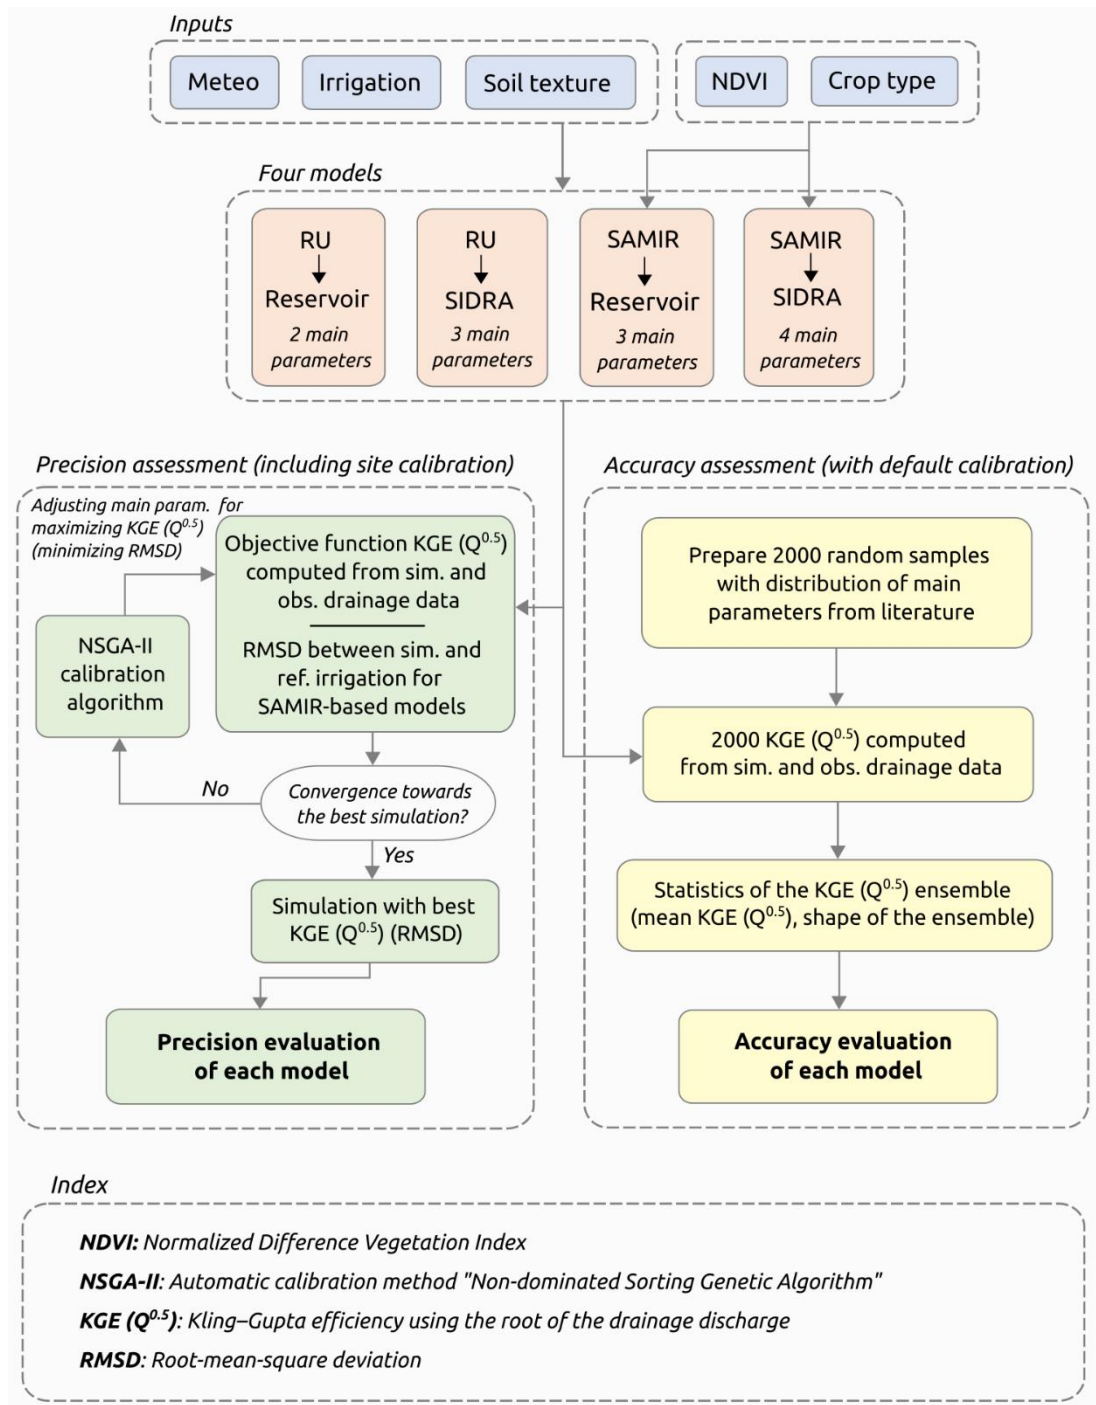 Inputs
Meteo
Irrigation
Soil texture
NDVI
Crop type
Four models
RU
Reservoir
2 main
parameters
RU
SIDRA
3 main
parameters
SAMIR
Reservoir
3 main
parameters
SAMIR
SIDRA
4 main
parameters
Precision assessment (including site calibration)
Adjusting main param. for
maximizing KGE (Q^0.5)
(minimizing RMSD)
Objective function KGE (Q^0.5)
computed from sim. and
obs. drainage data
RMSD between sim. and
ref. irrigation for
SAMIR-based models
NSGA-II
calibration
algorithm
No
Convergence towards
the best simulation?
Yes
Simulation with best
KGE (Q^0.5) (RMSD)
Precision evaluation
of each model
Accuracy assessment (with default calibration)
Prepare 2000 random samples
with distribution of main
parameters from literature
2000 KGE (Q^0.5) computed
from sim. and obs. drainage data
Statistics of the KGE (Q^0.5) ensemble
(mean KGE (Q^0.5), shape of the ensemble)
Accuracy evaluation
of each model
Index
NDVI: Normalized Difference Vegetation Index
NSGA-II: Automatic calibration method "Non-dominated Sorting Genetic Algorithm"
KGE (Q^0.5): Kling–Gupta efficiency using the root of the drainage discharge
RMSD: Root-mean-square deviation